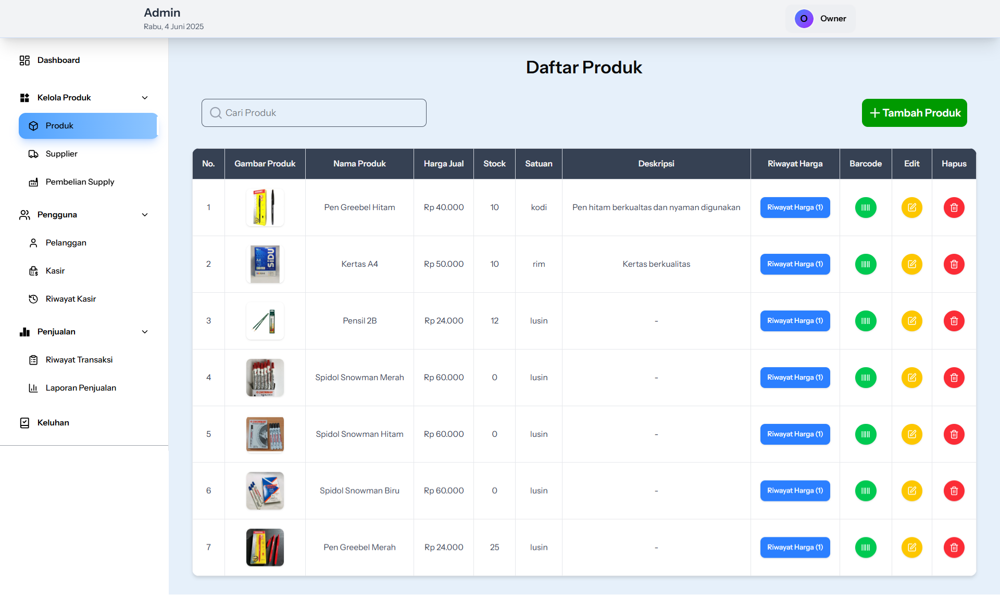 Admin
Rabu, 4 Juni 2025
O Owner
Dashboard
Kelola Produk
Produk
Supplier
Pembelian Supply
Pengguna
Pelanggan
Kasir
Riwayat Kasir
Penjualan
Riwayat Transaksi
Laporan Penjualan
Keluhan
Daftar Produk
Cari Produk
Tambah Produk
No. Gambar Produk Nama Produk Harga Jual Stock Satuan Deskripsi Riwayat Harga Barcode Edit Hapus
1 Pen Greebel Hitam Rp 40.000 10 kodi Pen hitam berkualtas dan nyaman digunakan Riwayat Harga (1)
2 SiDU A4 Kertas A4 Rp 50.000 10 rim Kertas berkualitas Riwayat Harga (1)
3 Pensil 2B Rp 24.000 12 lusin - Riwayat Harga (1)
4 SNOWMAN Spidol Snowman Merah Rp 60.000 0 lusin - Riwayat Harga (1)
5 SNOWMAN Spidol Snowman Hitam Rp 60.000 0 lusin - Riwayat Harga (1)
6 Spidol Snowman Biru Rp 60.000 0 lusin - Riwayat Harga (1)
7 Pen Greebel Merah Rp 24.000 25 lusin - Riwayat Harga (1)